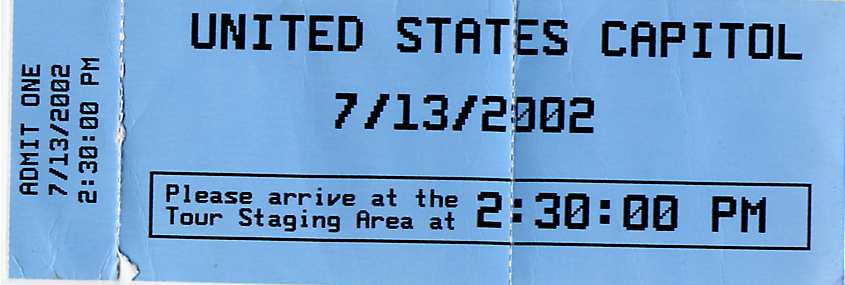 ADMIT ONE
7/13/2002
2:30:00 PM
UNITED STATES CAPITOL
7/13/2002
Please arrive at the
Tour Staging Area at
2:30:00 PM